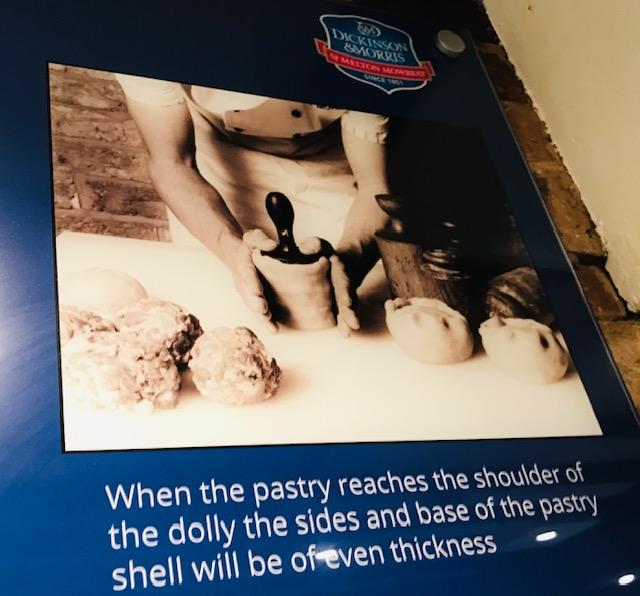 DICKINSON
&MORRIS
OF MELTON MOWBRAY
SINCE 1851
When the pastry reaches the shoulder of
the dolly the sides and base of the pastry
shell will be of even thickness